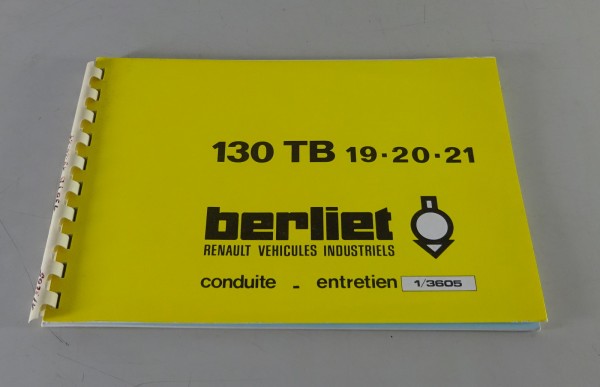 130 TB 19·20·21
berliet
RENAULT VEHICULES INDUSTRIELS
conduite - entretien 1/3605